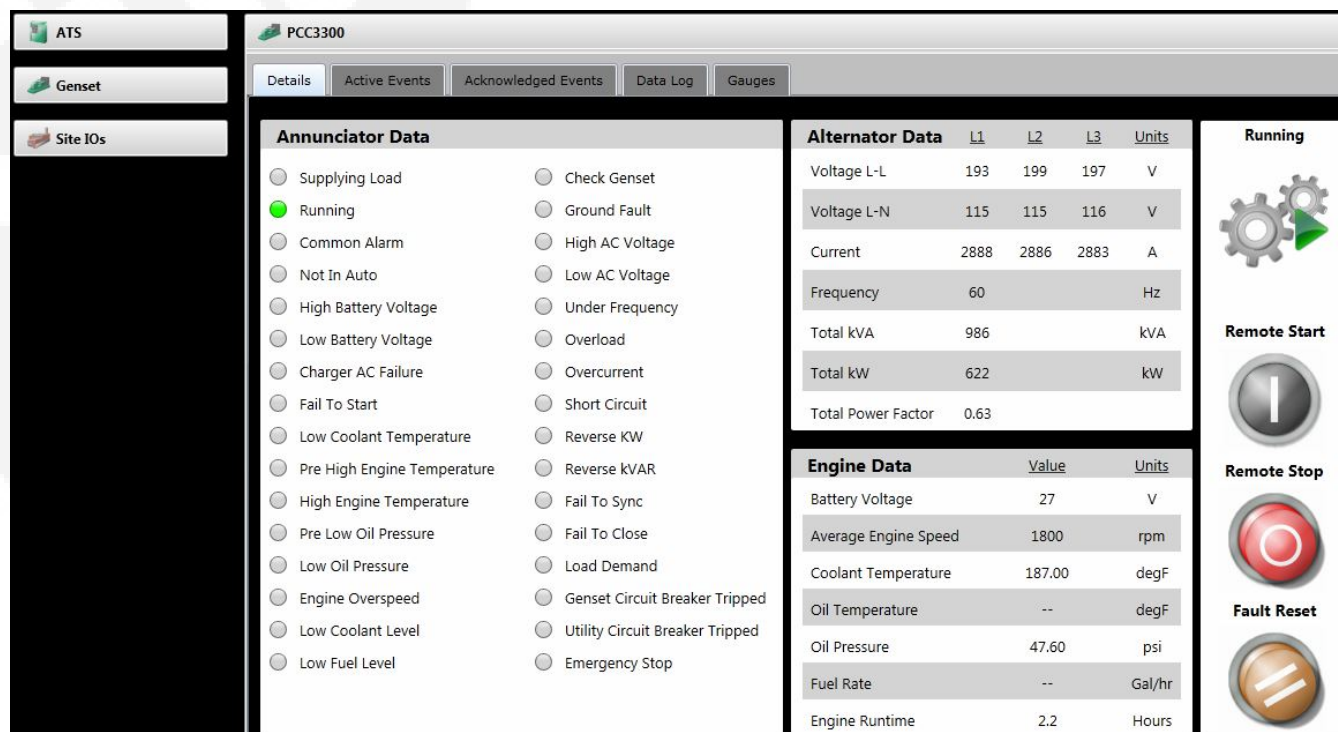 ATS
Genset
Site IOs
PCC3300
Details Active Events Acknowledged Events Data Log Gauges
Annunciator Data
Supplying Load
Running
Common Alarm
Not In Auto
High Battery Voltage
Low Battery Voltage
Charger AC Failure
Fail To Start
Low Coolant Temperature
Pre High Engine Temperature
High Engine Temperature
Pre Low Oil Pressure
Low Oil Pressure
Engine Overspeed
Low Coolant Level
Low Fuel Level
Check Genset
Ground Fault
High AC Voltage
Low AC Voltage
Under Frequency
Overload
Overcurrent
Short Circuit
Reverse KW
Reverse kVAR
Fail To Sync
Fail To Close
Load Demand
Genset Circuit Breaker Tripped
Utility Circuit Breaker Tripped
Emergency Stop
Alternator Data L1 L2 L3 Units
Voltage L-L 193 199 197 V
Voltage L-N 115 115 116 V
Current 2888 2886 2883 A
Frequency 60 Hz
Total kVA 986 kVA
Total kW 622 kW
Total Power Factor 0.63
Engine Data Value Units
Battery Voltage 27 V
Average Engine Speed 1800 rpm
Coolant Temperature 187.00 degF
Oil Temperature -- degF
Oil Pressure 47.60 psi
Fuel Rate -- Gal/hr
Engine Runtime 2.2 Hours
Running
Remote Start
Remote Stop
Fault Reset